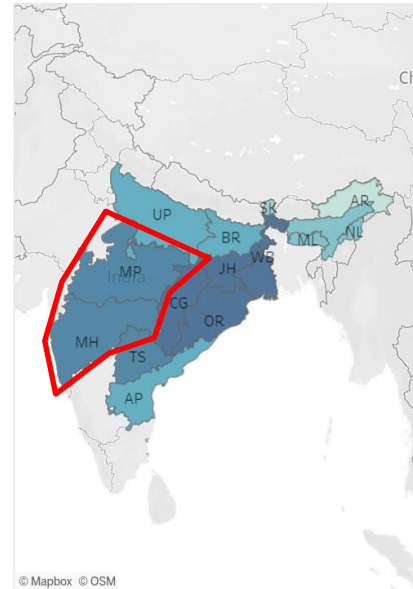 Ch
SK
AR
UP
BR
ML
NL
WB
JH
MP
India
CG
OR
MH
TS
AP
© Mapbox © OSM